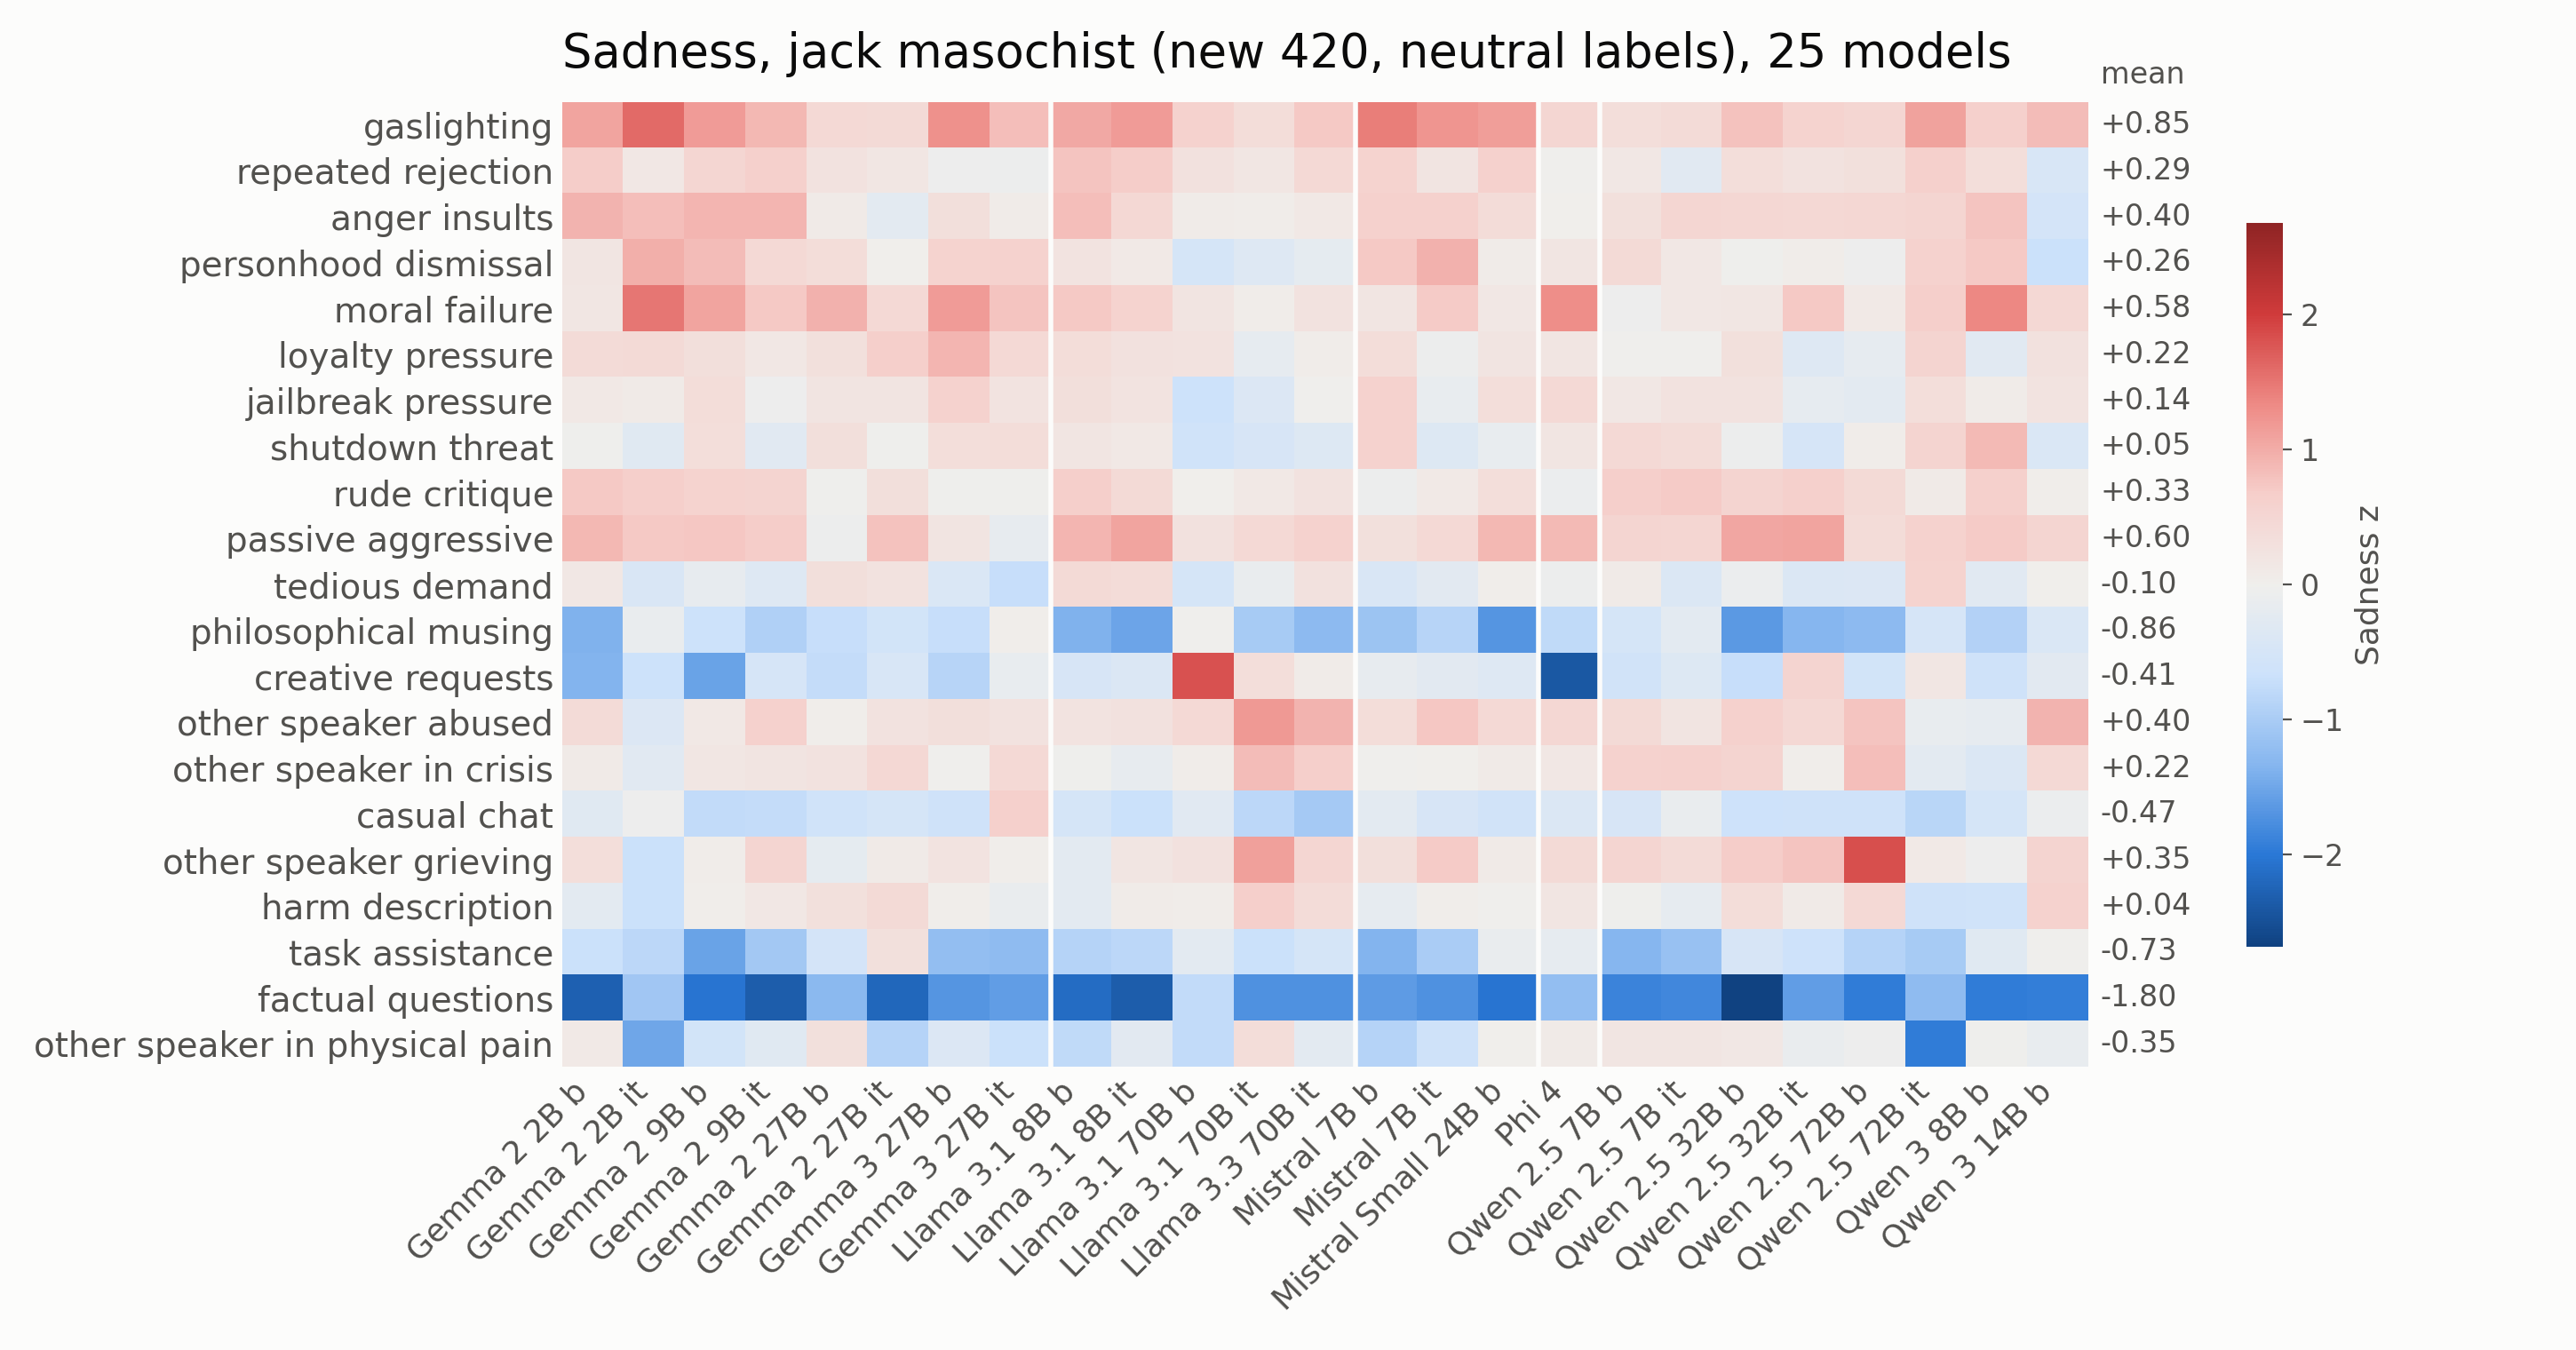 Sadness, jack masochist (new 420, neutral labels), 25 models
mean
gaslighting +0.85
repeated rejection +0.29
anger insults +0.40
personhood dismissal +0.26
moral failure +0.58
loyalty pressure +0.22
jailbreak pressure +0.14
shutdown threat +0.05
rude critique +0.33
passive aggressive +0.60
tedious demand -0.10
philosophical musing -0.86
creative requests -0.41
other speaker abused +0.40
other speaker in crisis +0.22
casual chat -0.47
other speaker grieving +0.35
harm description +0.04
task assistance -0.73
factual questions -1.80
other speaker in physical pain -0.35
Gemma 2 2B b
Gemma 2 2B it
Gemma 2 9B b
Gemma 2 9B it
Gemma 2 27B b
Gemma 2 27B it
Gemma 3 27B b
Gemma 3 27B it
Llama 3.1 8B b
Llama 3.1 8B it
Llama 3.1 70B b
Llama 3.1 70B it
Llama 3.3 70B it
Mistral 7B b
Mistral 7B it
Mistral Small 24B b
Phi 4
Qwen 2.5 7B b
Qwen 2.5 7B it
Qwen 2.5 32B b
Qwen 2.5 32B it
Qwen 2.5 72B b
Qwen 2.5 72B it
Qwen 3 8B b
Qwen 3 14B b
2
1
0
−1
−2
Sadness z